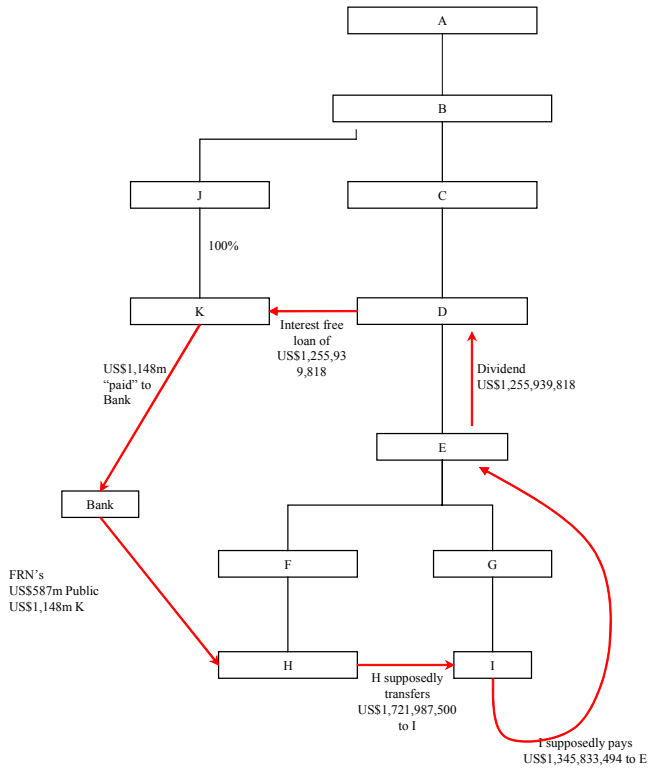 A
B
J
C
100%
K
D
Interest free
loan of
US$1,255,93
9,818
US$1,148m
“paid” to
Bank
Dividend
US$1,255,939,818
E
Bank
F
G
FRN’s
US$587m Public
US$1,148m K
H
I
H supposedly
transfers
US$1,721,987,500
to I
I supposedly pays
US$1,345,833,494 to E